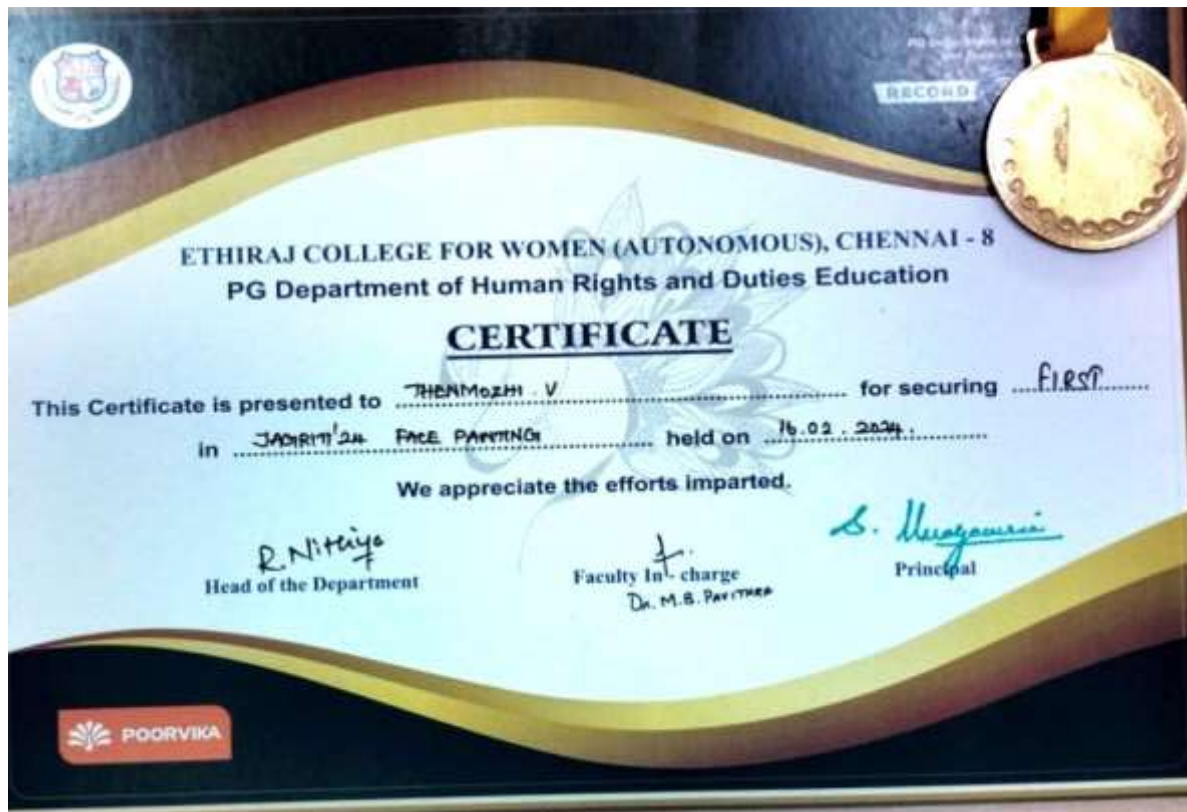 RECORD
ETHIRAJ COLLEGE FOR WOMEN (AUTONOMOUS), CHENNAI - 8
PG Department of Human Rights and Duties Education
CERTIFICATE
This Certificate is presented to THENMOZHI . V for securing FIRST
in JAGRITI'24 FACE PAINTING held on 16.02.2024.
We appreciate the efforts imparted.
R. Nithiya
Head of the Department
Faculty In - charge
Dr. M.B. PAVITHRA
S.
Principal
POORVIKA